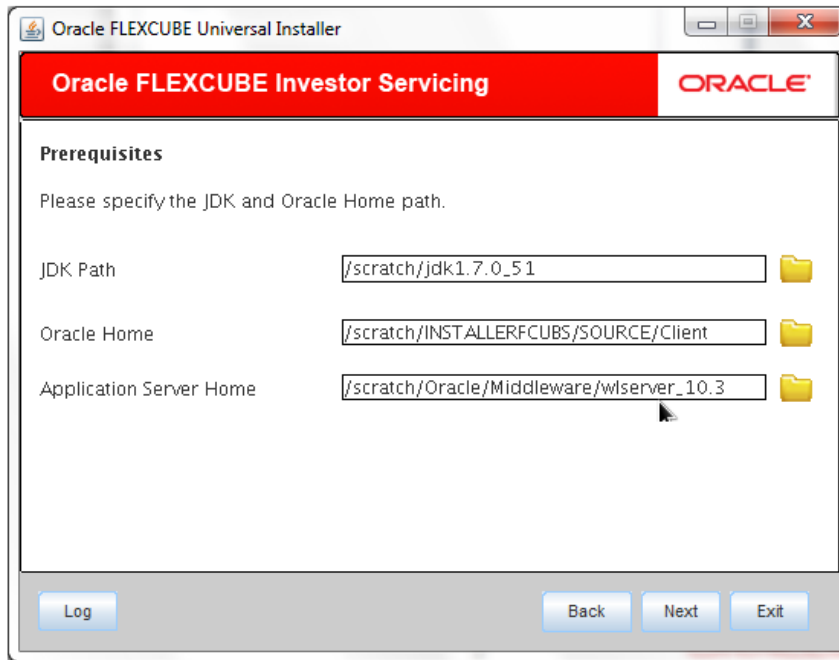 Oracle FLEXCUBE Universal Installer
Oracle FLEXCUBE Investor Servicing
ORACLE
Prerequisites
Please specify the JDK and Oracle Home path.
JDK Path /scratch/jdk1.7.0_51
Oracle Home /scratch/INSTALLERFCUBS/SOURCE/Client
Application Server Home /scratch/Oracle/Middleware/wlserver_10.3
Log Back Next Exit